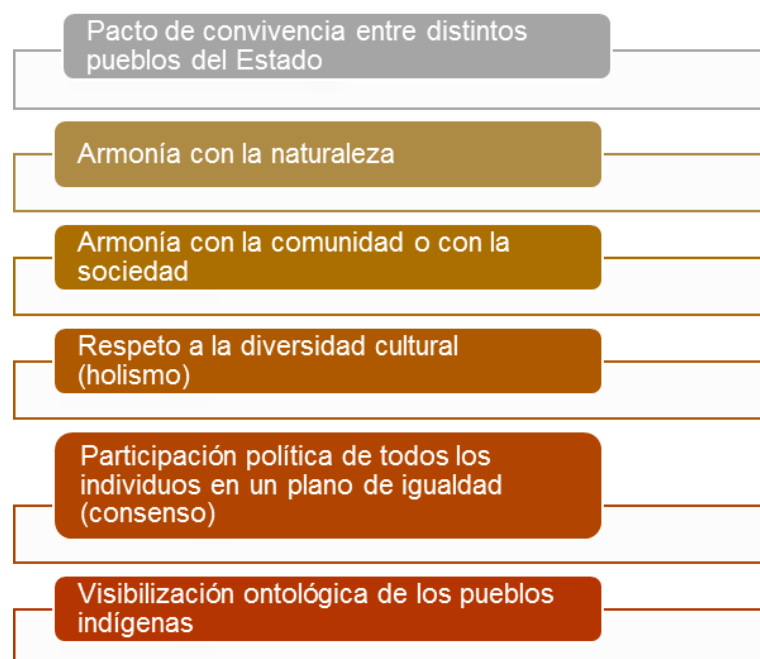 Pacto de convivencia entre distintos
pueblos del Estado
Armonía con la naturaleza
Armonía con la comunidad o con la
sociedad
Respeto a la diversidad cultural
(holismo)
Participación política de todos los
individuos en un plano de igualdad
(consenso)
Visibilización ontológica de los pueblos
indígenas